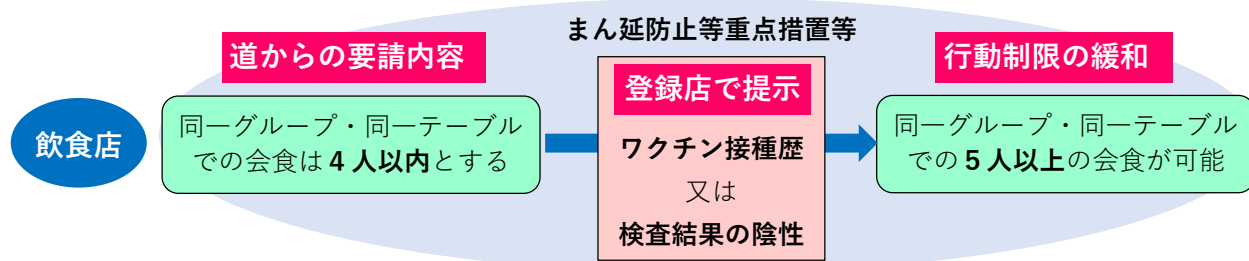 まん延防止等重点措置等
道からの要請内容
登録店で提示
行動制限の緩和
飲食店
同一グループ・同一テーブル
での会食は4人以内とする
ワクチン接種歴
又は
検査結果の陰性
同一グループ・同一テーブル
での5人以上の会食が可能